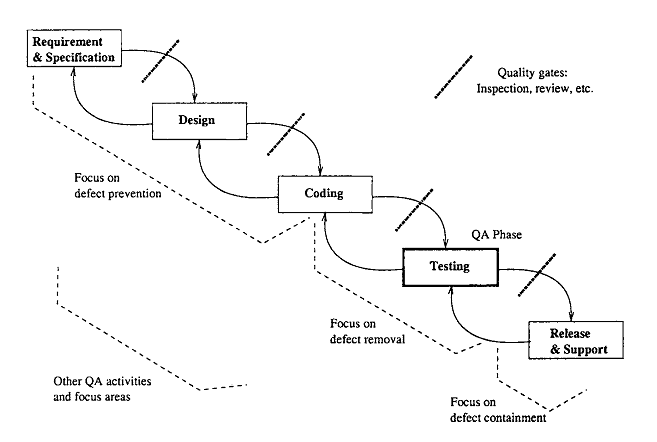 Requirement
& Specification
Quality gates:
Inspection, review, etc.
Design
Focus on
defect prevention
Coding
QA Phase
Testing
Focus on
defect removal
Release
& Support
Other QA activities
and focus areas
Focus on
defect containment